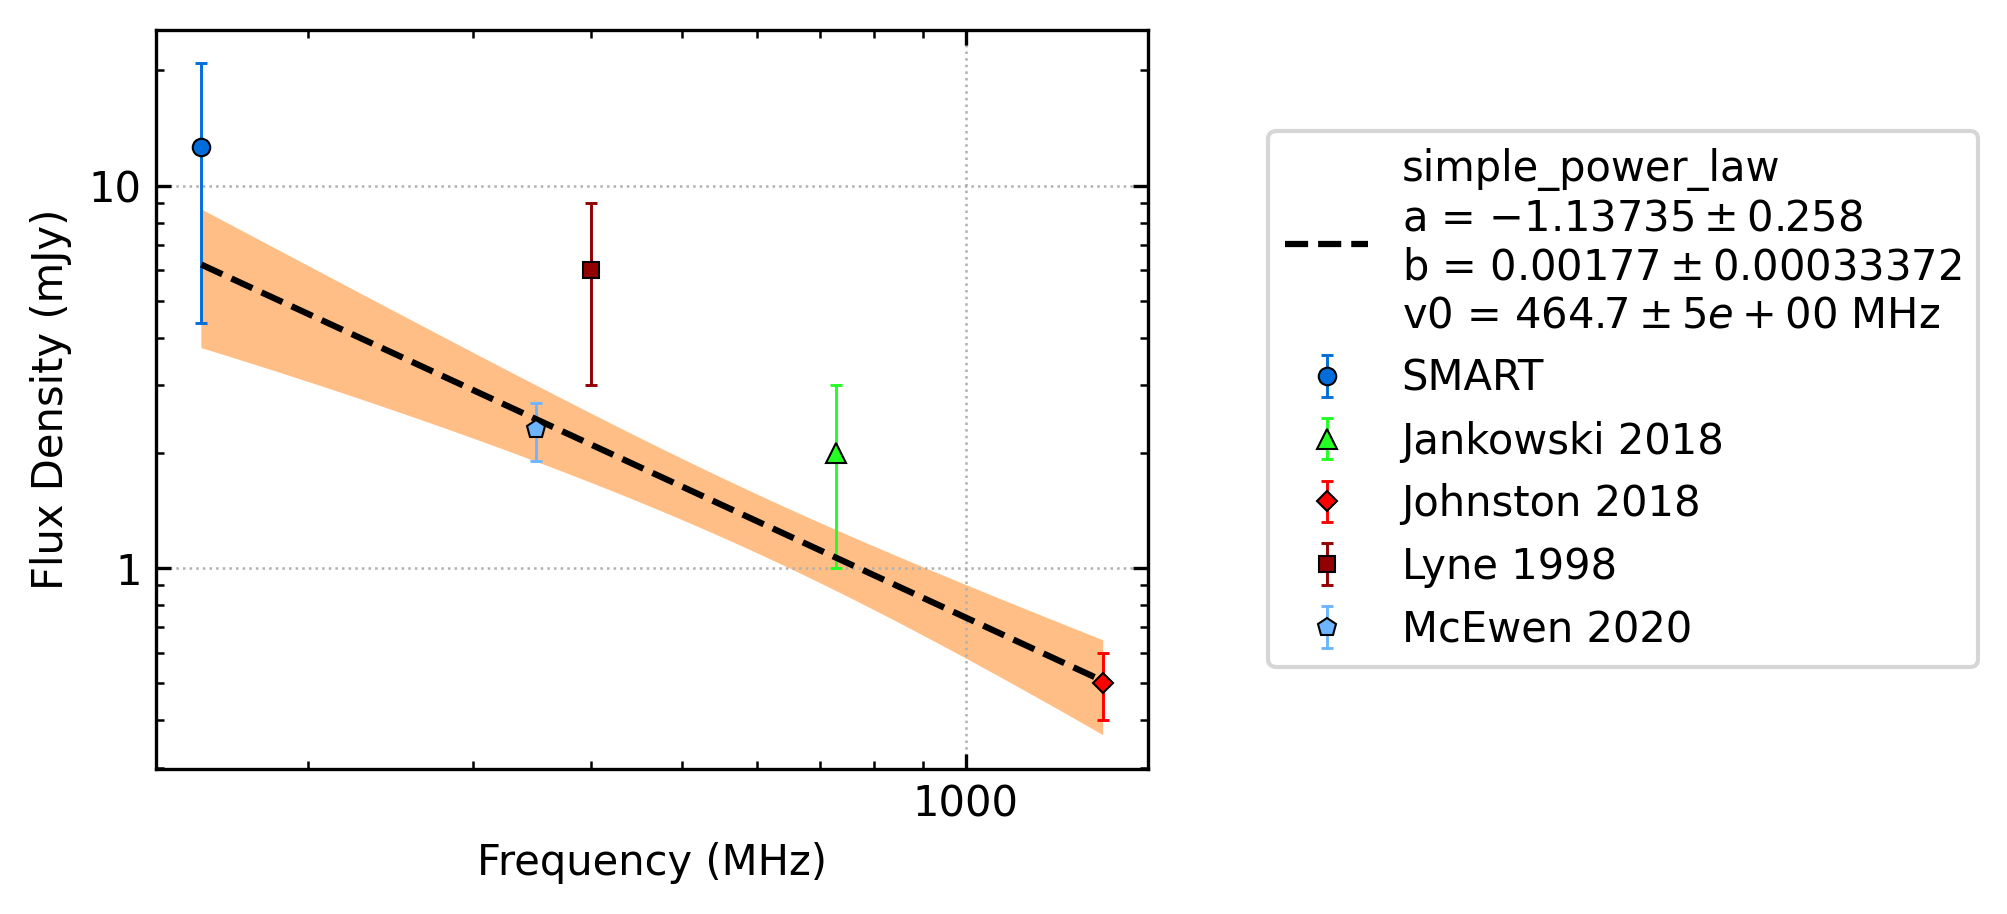 10
1
Flux Density (mJy)
1000
Frequency (MHz)
simple_power_law
a = −1.13735 ± 0.258
b = 0.00177 ± 0.00033372
v0 = 464.7 ± 5e + 00 MHz
SMART
Jankowski 2018
Johnston 2018
Lyne 1998
McEwen 2020